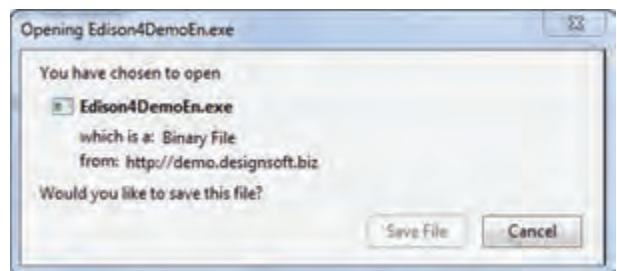 Opening Edison4DemoEn.exe
You have chosen to open
Edison4DemoEn.exe
which is a: Binary File
from: http://demo.designsoft.biz
Would you like to save this file?
Save File Cancel